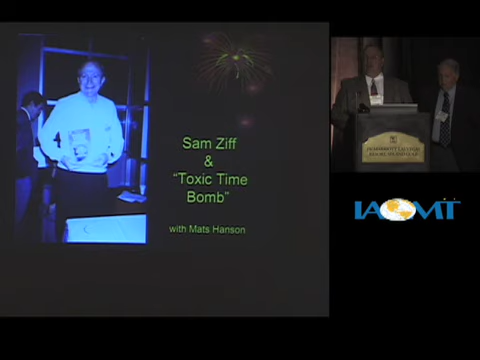 Sam Ziff
&
“Toxic Time
Bomb”
with Mats Hanson
IAOMT